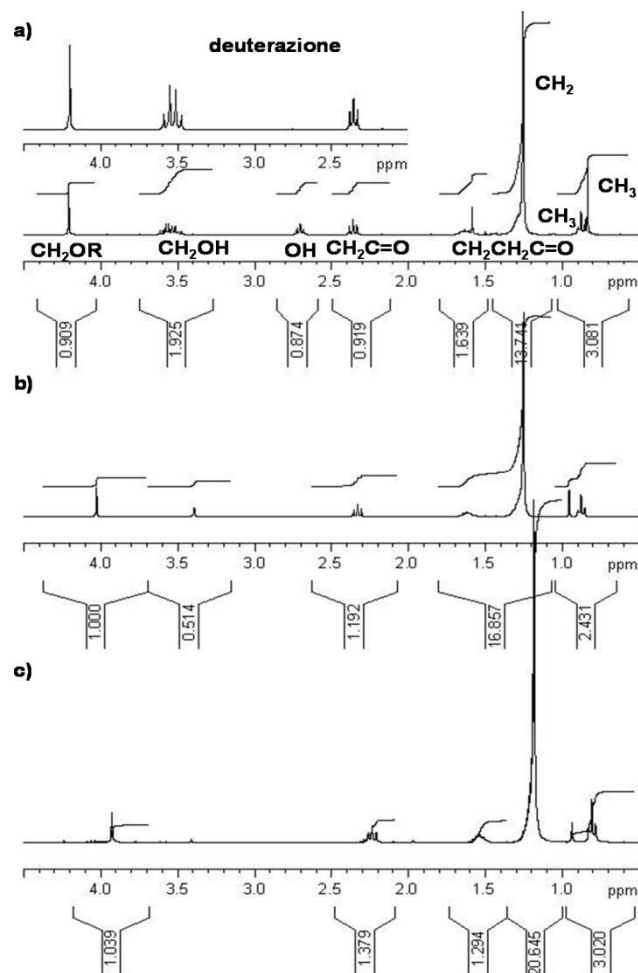 a)
deuterazione
CH2
4.0 3.5 3.0 2.5 ppm
CH3
CH3
CH2OR CH2OH OH CH2C=O CH2CH2C=O
4.0 3.5 3.0 2.5 2.0 1.5 1.0 ppm
0.909 1.925 0.874 0.919 1.639 13.741 3.081
b)
4.0 3.5 3.0 2.5 2.0 1.5 1.0 ppm
1.000 0.514 1.192 16.857 2.431
c)
4.0 3.5 3.0 2.5 2.0 1.5 1.0 ppm
1.039 1.379 1.294 20.645 3.020